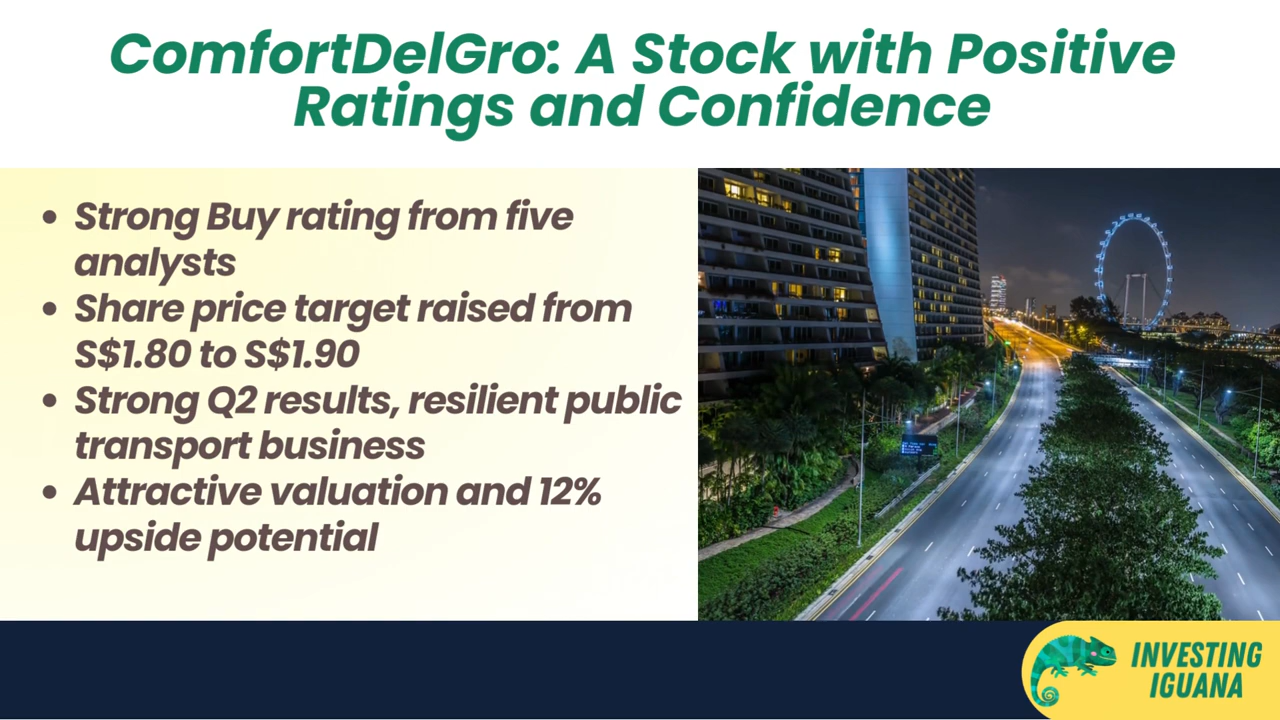 ComfortDelGro: A Stock with Positive
Ratings and Confidence
• Strong Buy rating from five
analysts
• Share price target raised from
S$1.80 to S$1.90
• Strong Q2 results, resilient public
transport business
• Attractive valuation and 12%
upside potential
INVESTING
IGUANA